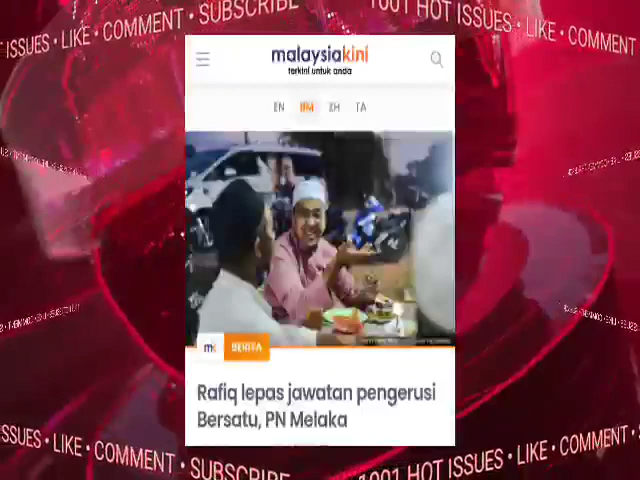 1001 HOT ISSUES • LIKE • COMMENT
ISSUES • LIKE • COMMENT • SUBSCRIBE
malaysiakini
terkini untuk anda
EN BM ZH TA
mk BERITA
Rafiq lepas jawatan pengerusi
Bersatu, PN Melaka
ISSUES • LIKE • COMMENT • SUBSCRIBE
1001 HOT ISSUES • LIKE • COMMENT